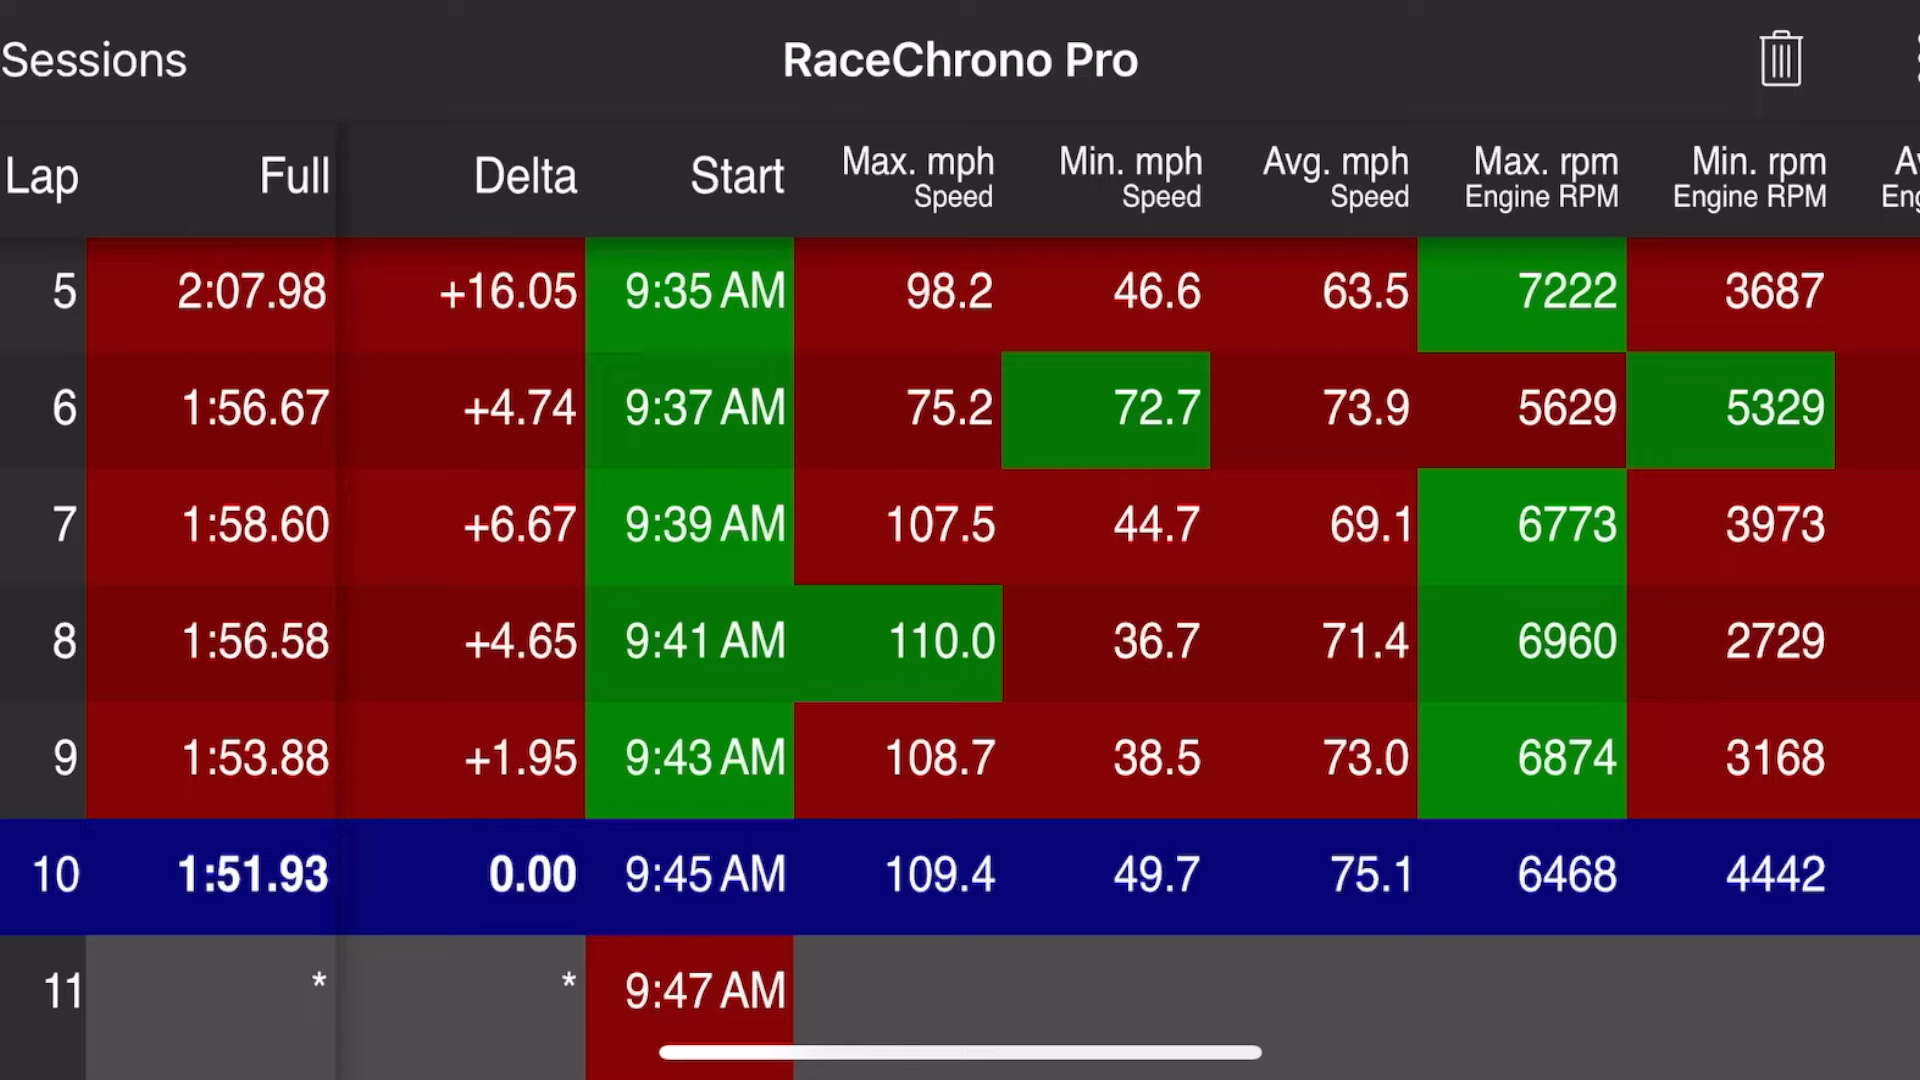 Sessions RaceChrono Pro
Lap Full Delta Start Max. mph Speed Min. mph Speed Avg. mph Speed Max. rpm Engine RPM Min. rpm Engine RPM
5 2:07.98 +16.05 9:35 AM 98.2 46.6 63.5 7222 3687
6 1:56.67 +4.74 9:37 AM 75.2 72.7 73.9 5629 5329
7 1:58.60 +6.67 9:39 AM 107.5 44.7 69.1 6773 3973
8 1:56.58 +4.65 9:41 AM 110.0 36.7 71.4 6960 2729
9 1:53.88 +1.95 9:43 AM 108.7 38.5 73.0 6874 3168
10 1:51.93 0.00 9:45 AM 109.4 49.7 75.1 6468 4442
11 * * 9:47 AM